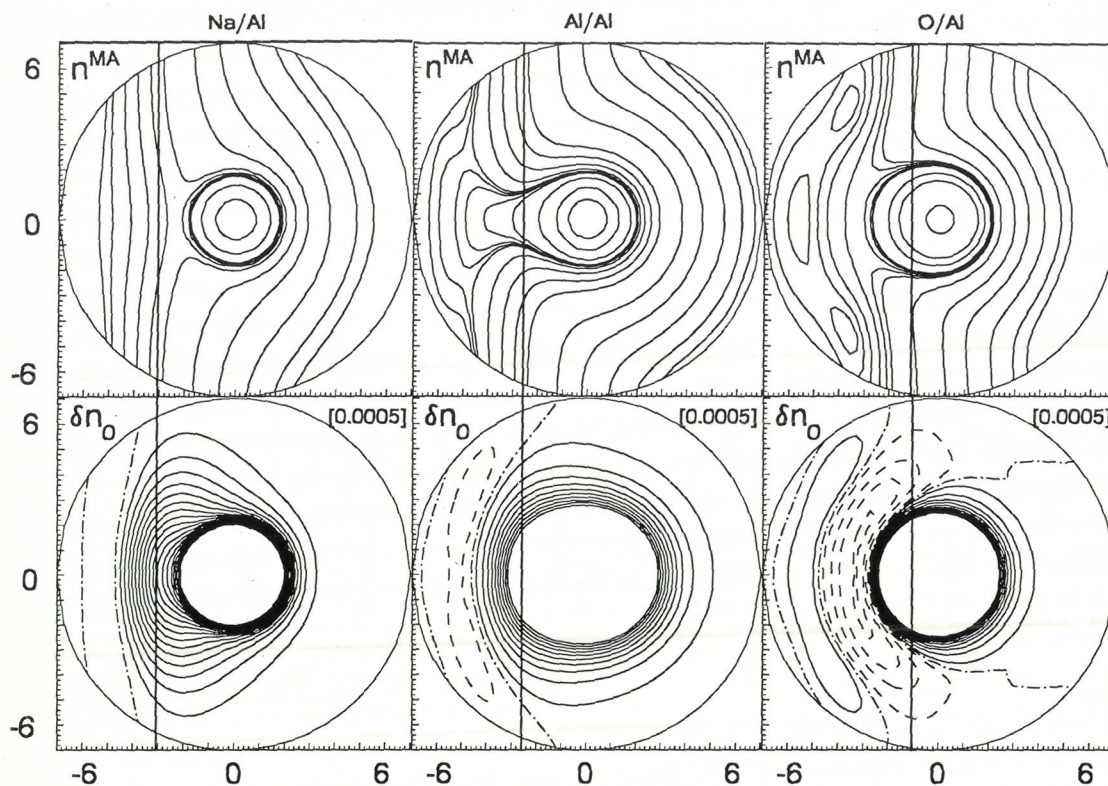 Na/Al Al/Al O/Al
n^MA n^MA n^MA
6
0
-6
δn₀ [0.0005] δn₀ [0.0005] δn₀ [0.0005]
6
0
-6
-6 0 6 -6 0 6 -6 0 6